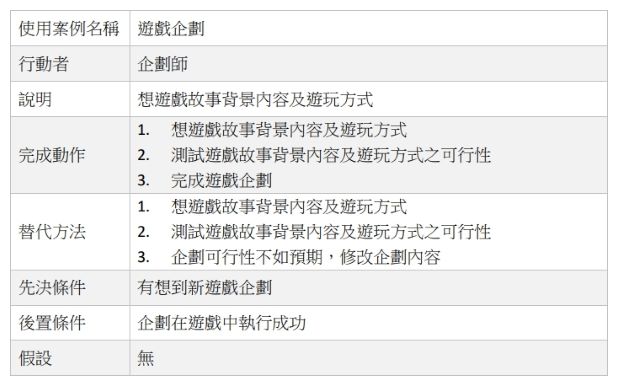 使用案例名稱 遊戲企劃
行動者 企劃師
說明 想遊戲故事背景內容及遊玩方式
完成動作
1. 想遊戲故事背景內容及遊玩方式
2. 測試遊戲故事背景內容及遊玩方式之可行性
3. 完成遊戲企劃
替代方法
1. 想遊戲故事背景內容及遊玩方式
2. 測試遊戲故事背景內容及遊玩方式之可行性
3. 企劃可行性不如預期，修改企劃內容
先決條件 有想到新遊戲企劃
後置條件 企劃在遊戲中執行成功
假設 無